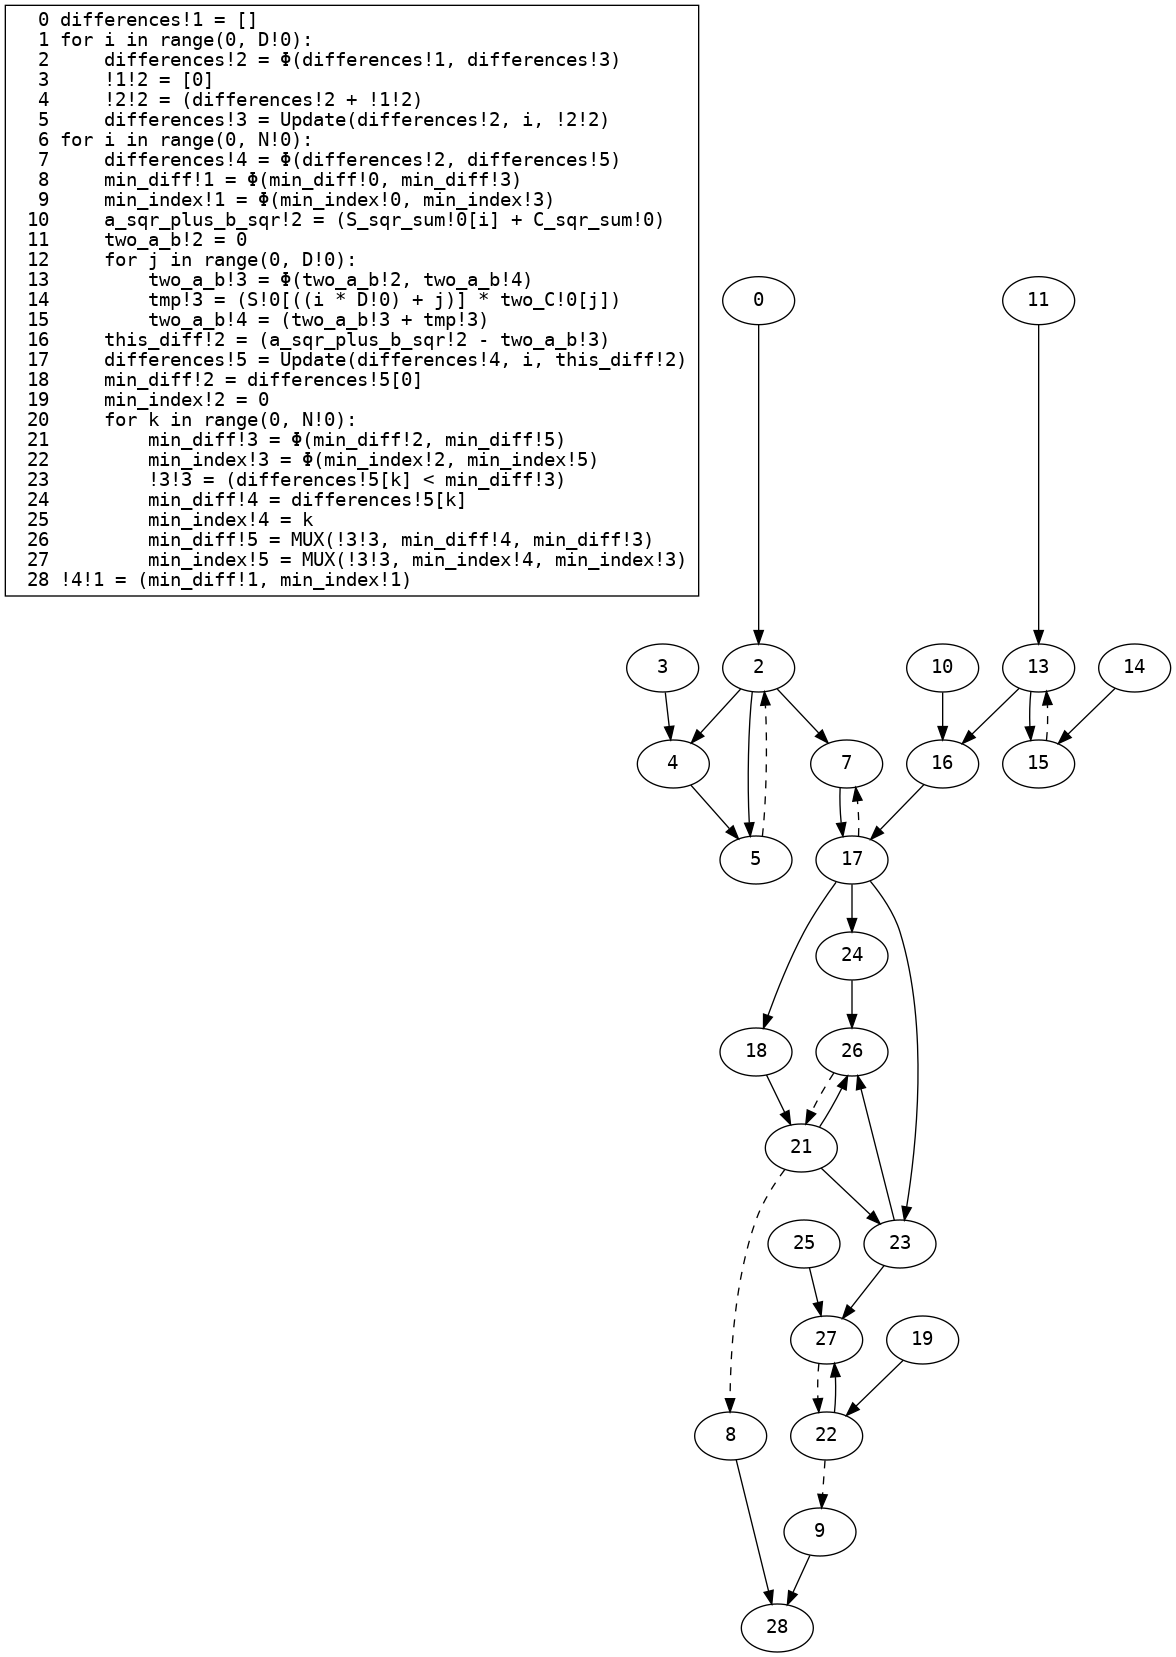 0 differences!1 = []
1 for i in range(0, D!0):
2     differences!2 = Φ(differences!1, differences!3)
3     !1!2 = [0]
4     !2!2 = (differences!2 + !1!2)
5     differences!3 = Update(differences!2, i, !2!2)
6 for i in range(0, N!0):
7     differences!4 = Φ(differences!2, differences!5)
8     min_diff!1 = Φ(min_diff!0, min_diff!3)
9     min_index!1 = Φ(min_index!0, min_index!3)
10     a_sqr_plus_b_sqr!2 = (S_sqr_sum!0[i] + C_sqr_sum!0)
11     two_a_b!2 = 0
12     for j in range(0, D!0):
13         two_a_b!3 = Φ(two_a_b!2, two_a_b!4)
14         tmp!3 = (S!0[((i * D!0) + j)] * two_C!0[j])
15         two_a_b!4 = (two_a_b!3 + tmp!3)
16     this_diff!2 = (a_sqr_plus_b_sqr!2 - two_a_b!3)
17     differences!5 = Update(differences!4, i, this_diff!2)
18     min_diff!2 = differences!5[0]
19     min_index!2 = 0
20     for k in range(0, N!0):
21         min_diff!3 = Φ(min_diff!2, min_diff!5)
22         min_index!3 = Φ(min_index!2, min_index!5)
23         !3!3 = (differences!5[k] < min_diff!3)
24         min_diff!4 = differences!5[k]
25         min_index!4 = k
26         min_diff!5 = MUX(!3!3, min_diff!4, min_diff!3)
27         min_index!5 = MUX(!3!3, min_index!4, min_index!3)
28 !4!1 = (min_diff!1, min_index!1)
0
11
3
2
10
13
14
4
7
16
15
5
17
24
18
26
21
25
23
27
19
8
22
9
28